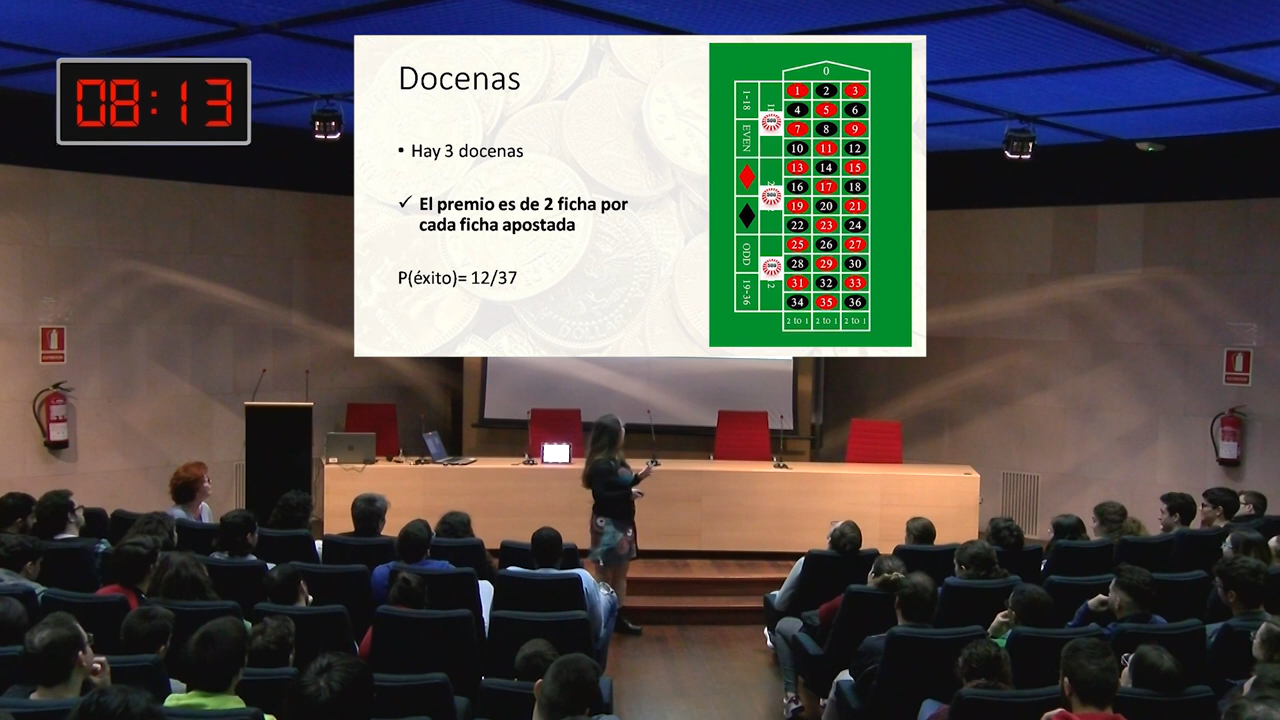 08:13
Docenas
▪ Hay 3 docenas
✓ El premio es de 2 ficha por
cada ficha apostada
P(éxito)= 12/37
0
1-18
EVEN
ODD
19-36
1 2 3
4 5 6
7 8 9
10 11 12
13 14 15
16 17 18
19 20 21
22 23 24
25 26 27
28 29 30
31 32 33
34 35 36
2 to 1 2 to 1 2 to 1